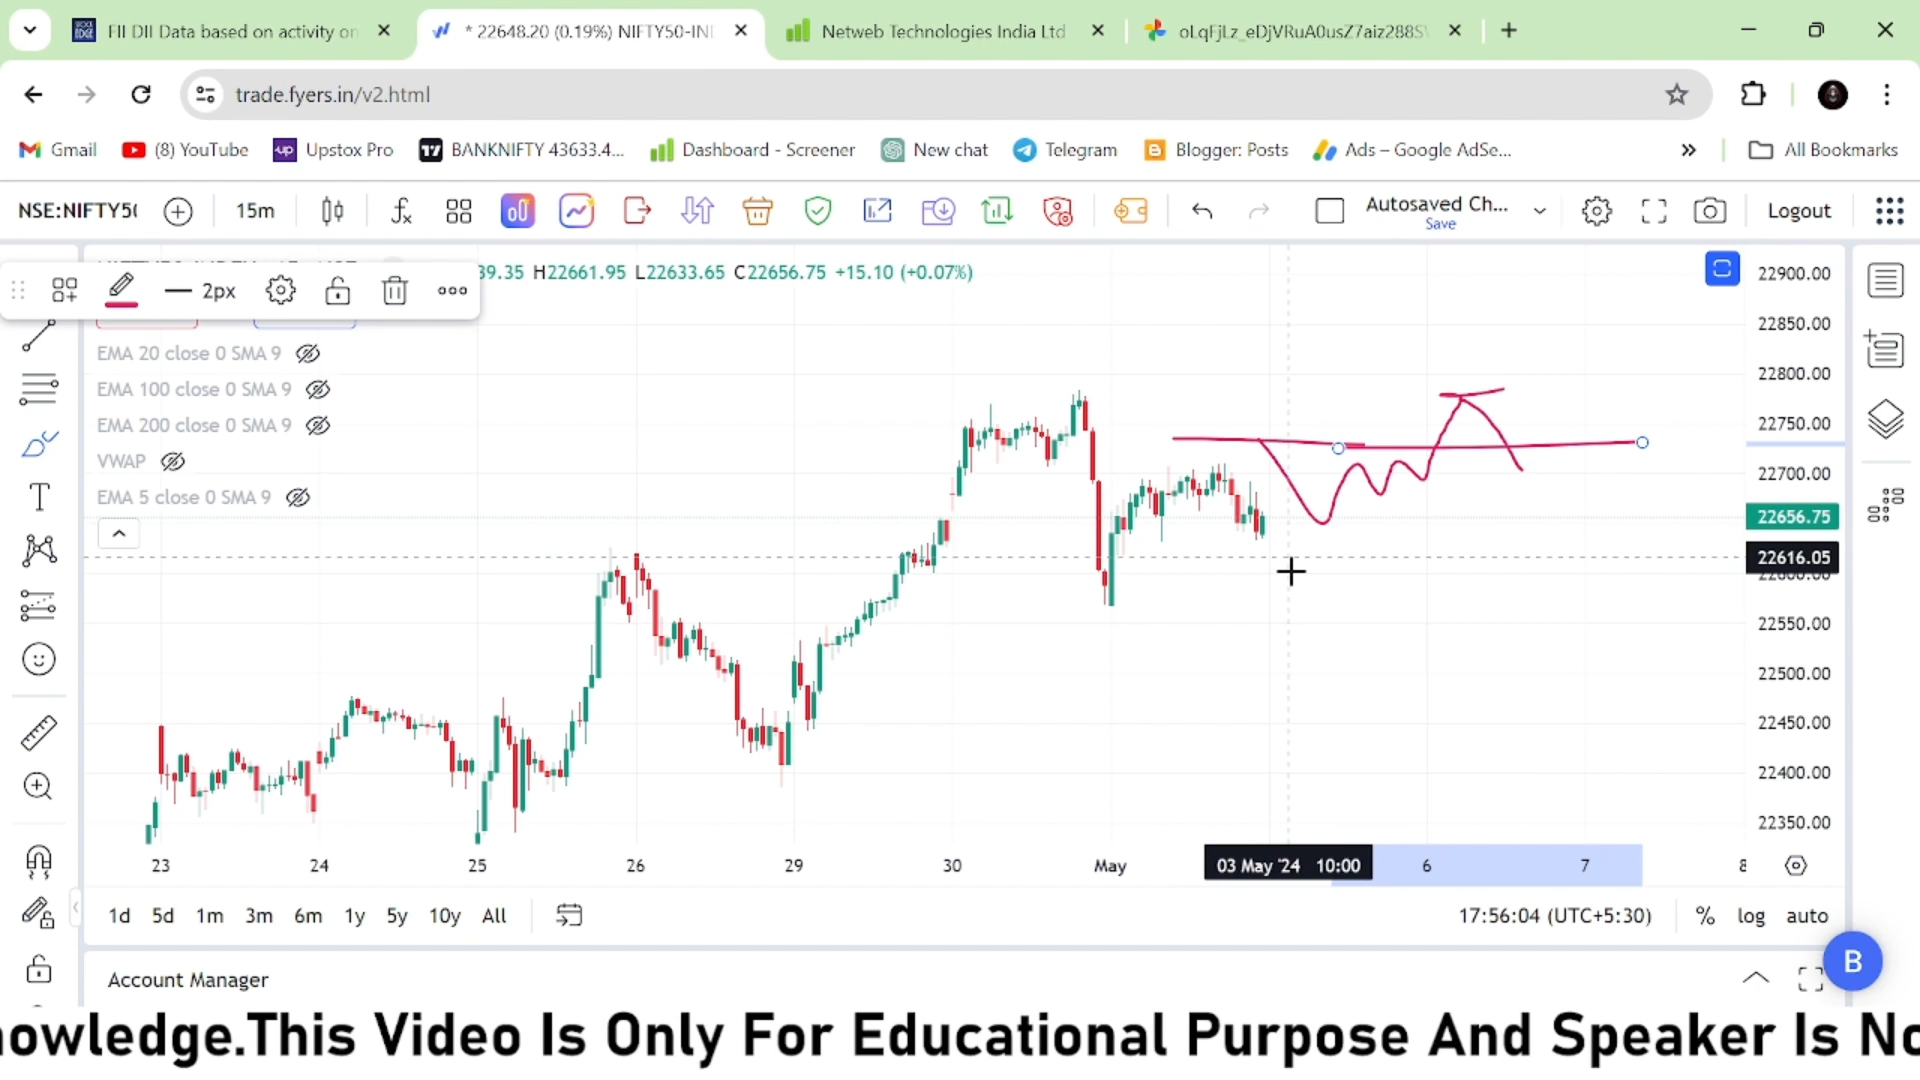 FII DII Data based on activity on
* 22648.20 (0.19%) NIFTY50-IN
Netweb Technologies India Ltd
oLqFjLz_eDjVRuA0usZ7aiz288S
trade.fyers.in/v2.html
Gmail
(8) YouTube
up
Upstox Pro
17
BANKNIFTY 43633.4...
Dashboard - Screener
New chat
Telegram
Blogger: Posts
Ads – Google AdSe...
All Bookmarks
NSE:NIFTY5
15m
Autosaved Ch...
Save
Logout
39.35 H22661.95 L22633.65 C22656.75 +15.10 (+0.07%)
2px
EMA 20 close 0 SMA 9
EMA 100 close 0 SMA 9
EMA 200 close 0 SMA 9
VWAP
EMA 5 close 0 SMA 9
22900.00
22850.00
22800.00
22750.00
22700.00
22656.75
22616.05
22600.00
22550.00
22500.00
22450.00
22400.00
22350.00
23 24 25 26 29 30 May 03 May '24 10:00 6 7 8
1d 5d 1m 3m 6m 1y 5y 10y All
17:56:04 (UTC+5:30) % log auto
B
Account Manager
nowledge.This Video Is Only For Educational Purpose And Speaker Is No